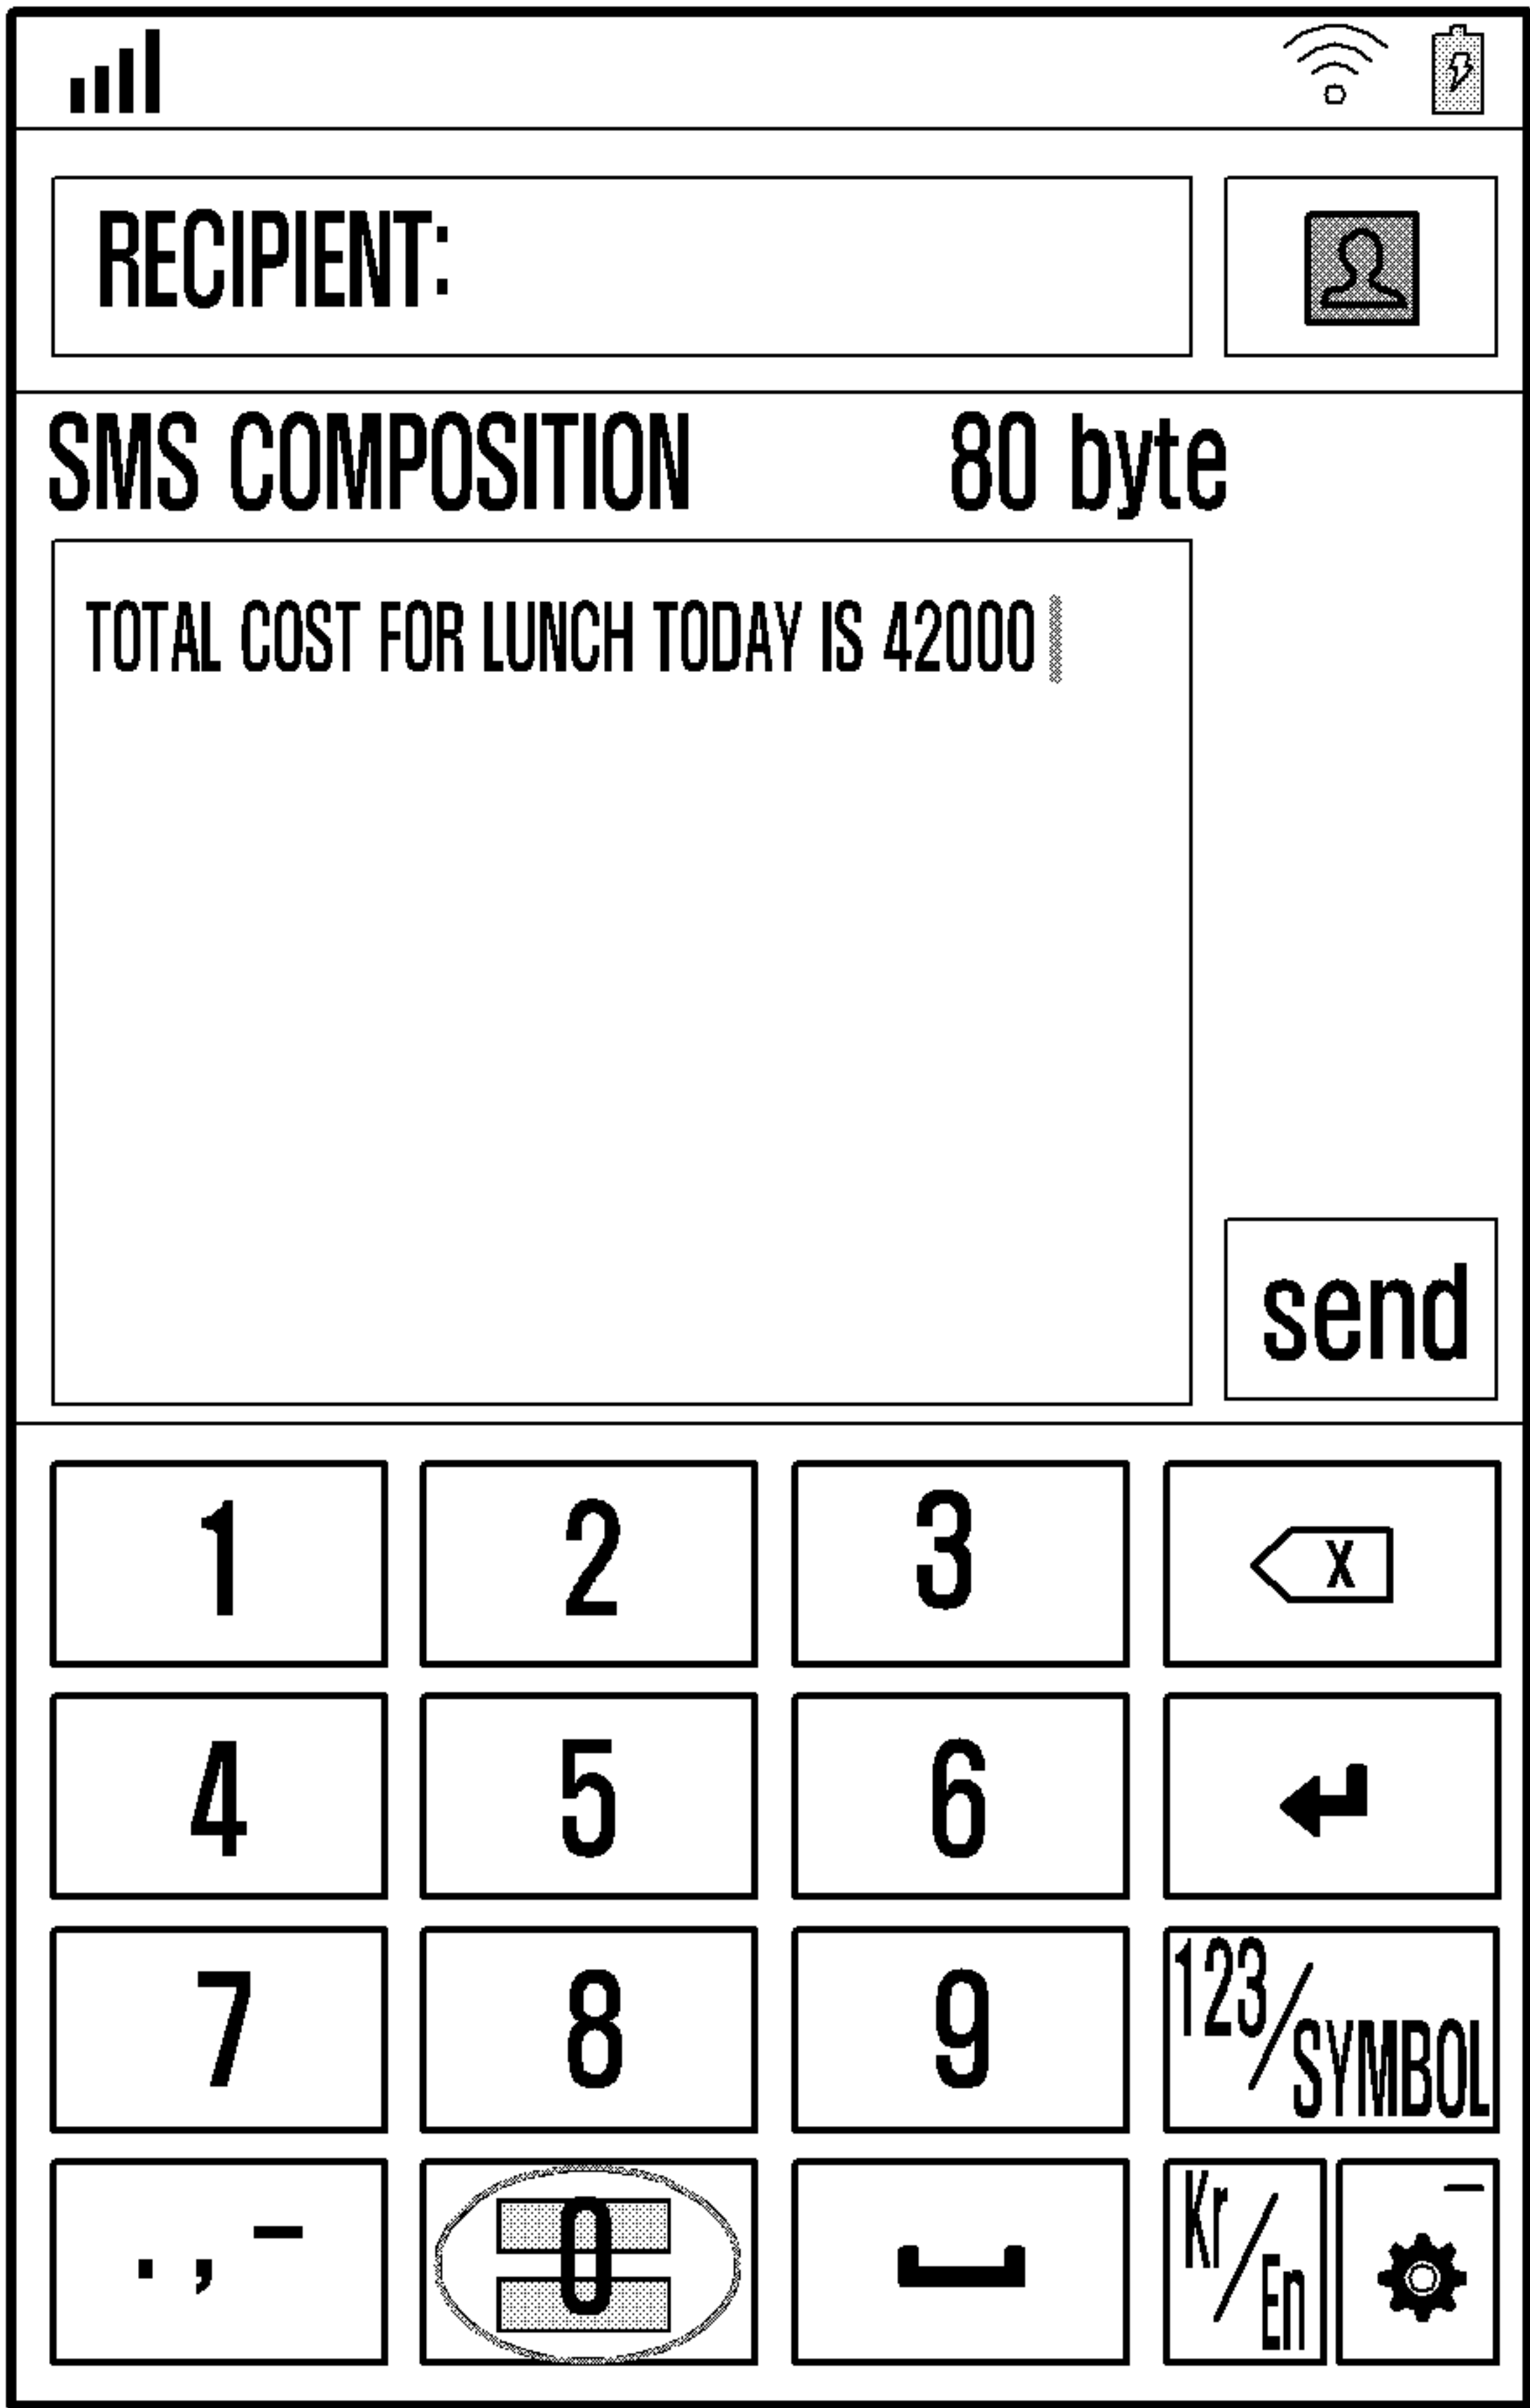 RECIPIENT:
SMS COMPOSITION 80 byte
TOTAL COST FOR LUNCH TODAY IS 42000
send
1 2 3 X
4 5 6
7 8 9 123/SYMBOL
. , - 0 Kr/En